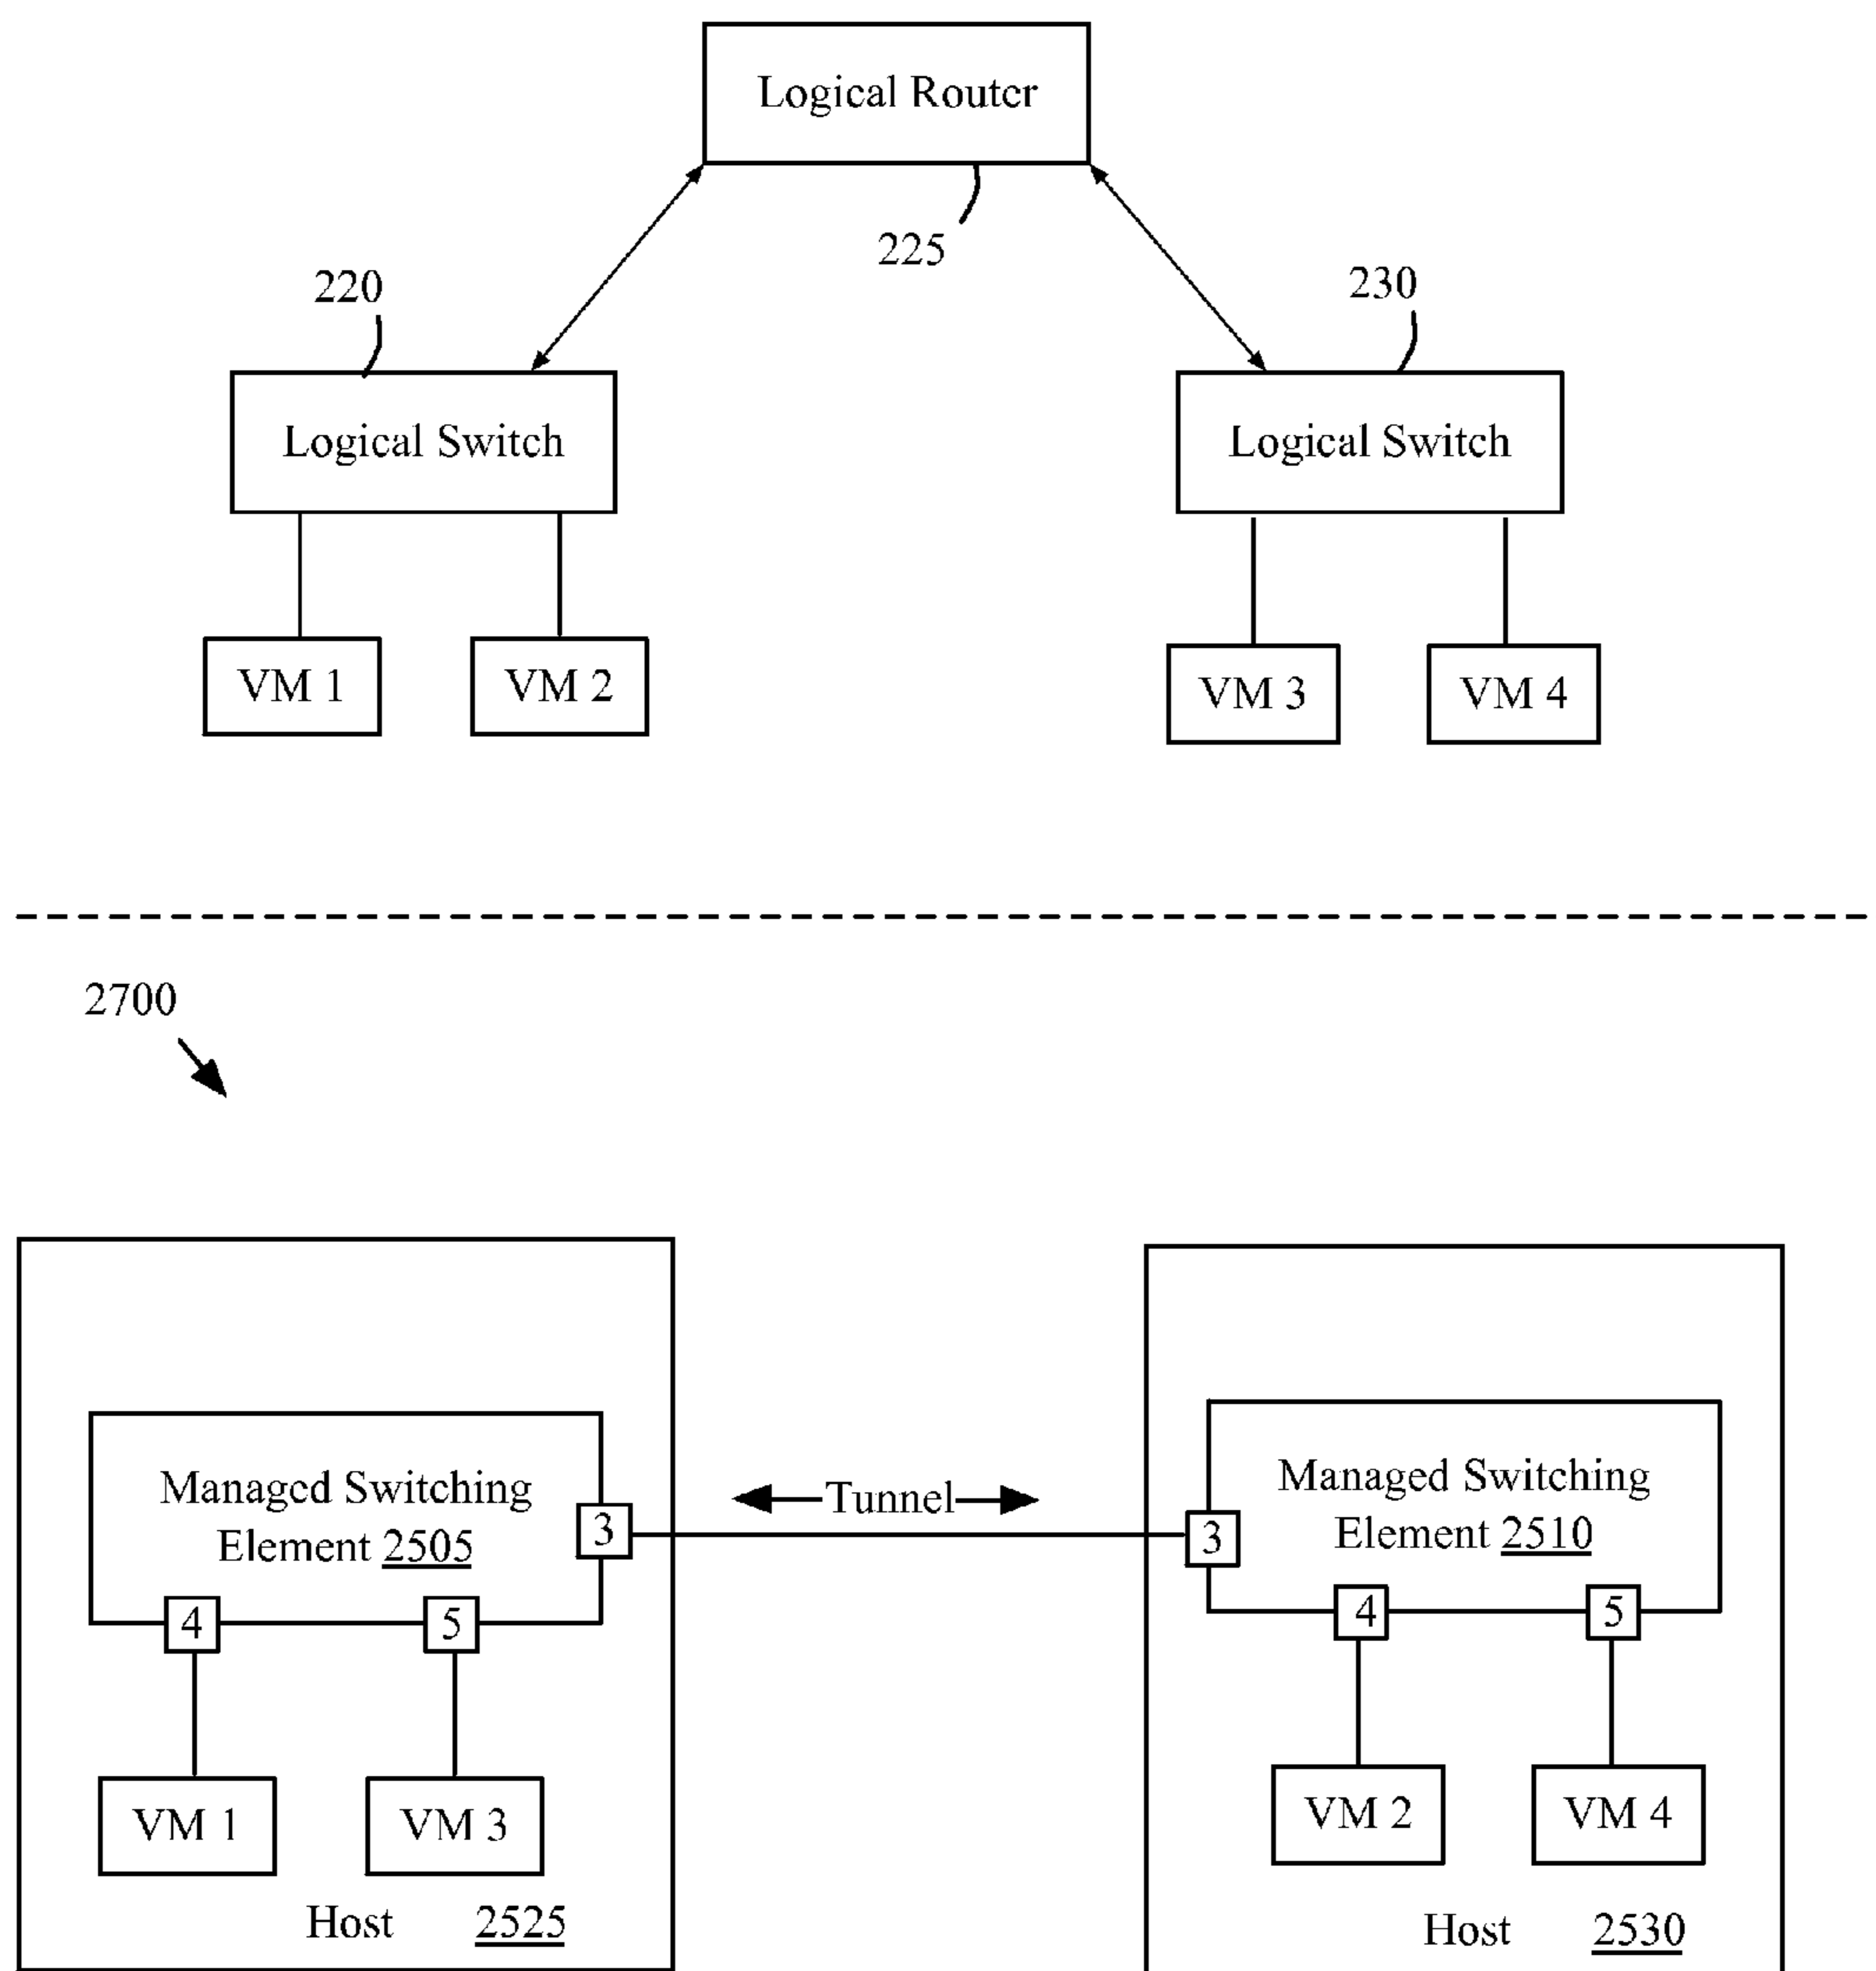 Logical Router
225
220
230
Logical Switch
Logical Switch
VM 1
VM 2
VM 3
VM 4
2700
Managed Switching
Element 2505
3
4
5
Tunnel
Managed Switching
Element 2510
3
4
5
VM 1
VM 3
VM 2
VM 4
Host 2525
Host 2530